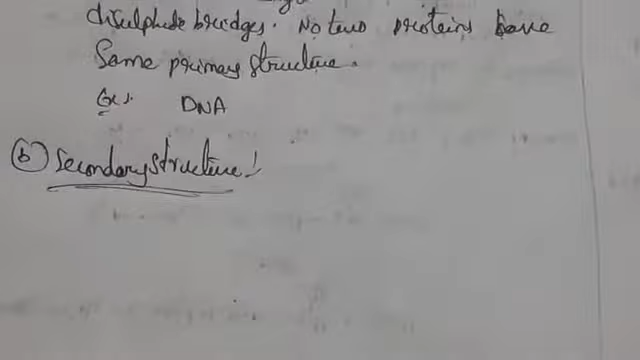 disulphide bridges. No two proteins have
Same primary structure.
Ex:. DNA
(b) Secondary structure!